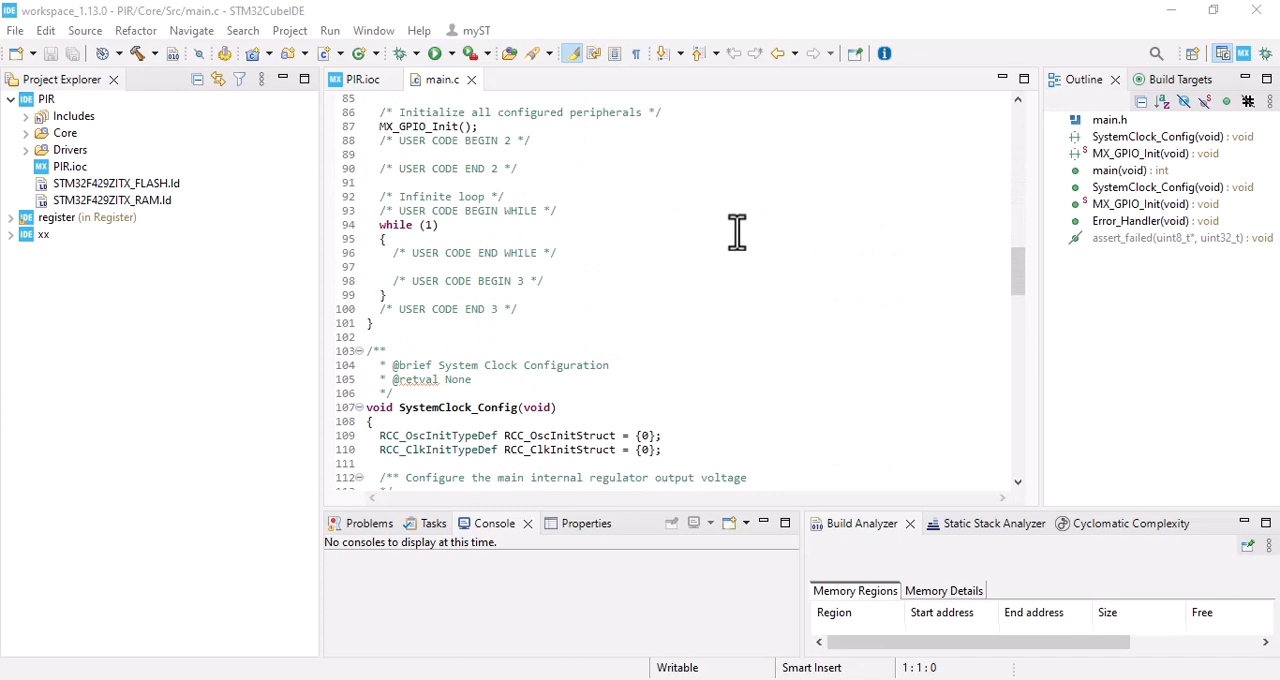 workspace_1.13.0 - PIR/Core/Src/main.c - STM32CubeIDE
File Edit Source Refactor Navigate Search Project Run Window Help myST
Project Explorer
PIR
Includes
Core
Drivers
PIR.ioc
STM32F429ZITX_FLASH.ld
STM32F429ZITX_RAM.ld
register (in Register)
xx
PIR.ioc main.c
85
86 /* Initialize all configured peripherals */
87 MX_GPIO_Init();
88 /* USER CODE BEGIN 2 */
89
90 /* USER CODE END 2 */
91
92 /* Infinite loop */
93 /* USER CODE BEGIN WHILE */
94 while (1)
95 {
96 /* USER CODE END WHILE */
97
98 /* USER CODE BEGIN 3 */
99 }
100 /* USER CODE END 3 */
101 }
102
103 /**
104 * @brief System Clock Configuration
105 * @retval None
106 */
107 void SystemClock_Config(void)
108 {
109 RCC_OscInitTypeDef RCC_OscInitStruct = {0};
110 RCC_ClkInitTypeDef RCC_ClkInitStruct = {0};
111
112 /** Configure the main internal regulator output voltage
Outline Build Targets
main.h
SystemClock_Config(void) : void
MX_GPIO_Init(void) : void
main(void) : int
SystemClock_Config(void) : void
MX_GPIO_Init(void) : void
Error_Handler(void) : void
assert_failed(uint8_t*, uint32_t) : void
Problems Tasks Console Properties
No consoles to display at this time.
Build Analyzer Static Stack Analyzer Cyclomatic Complexity
Memory Regions Memory Details
Region Start address End address Size Free
Writable Smart Insert 1 : 1 : 0